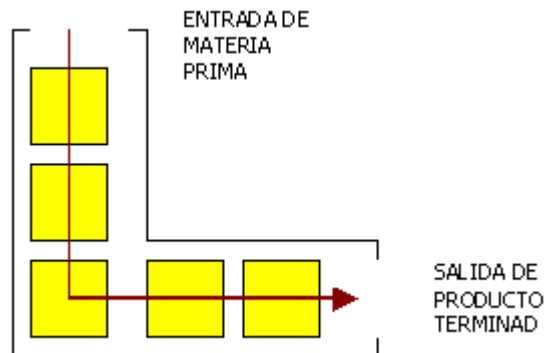 ENTRADA DE
MATERIA
PRIMA
SALIDA DE
PRODUCTO
TERMINAD